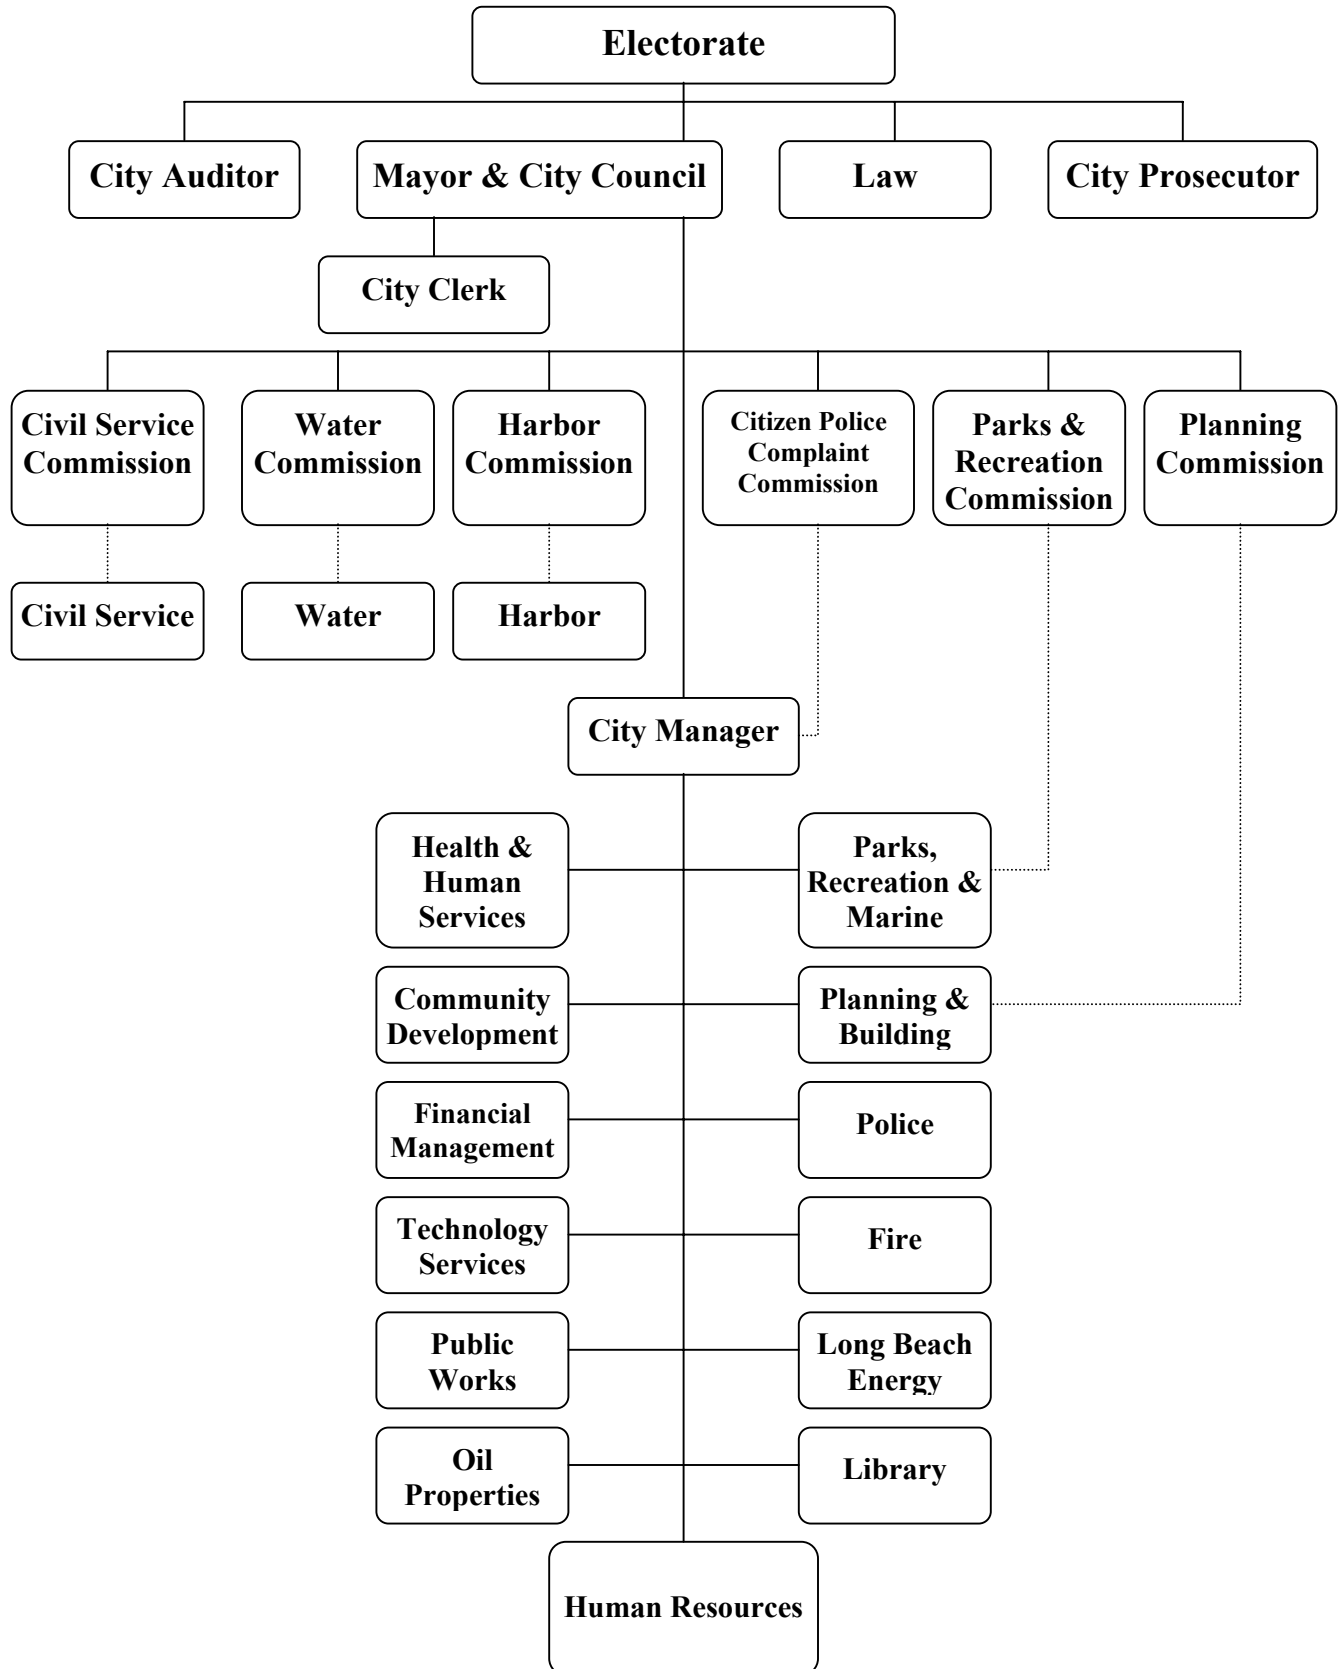 Electorate
City Auditor
Mayor & City Council
Law
City Prosecutor
City Clerk
Civil Service
Commission
Water
Commission
Harbor
Commission
Citizen Police
Complaint
Commission
Parks &
Recreation
Commission
Planning
Commission
Civil Service
Water
Harbor
City Manager
Health &
Human
Services
Parks,
Recreation &
Marine
Community
Development
Planning &
Building
Financial
Management
Police
Technology
Services
Fire
Public
Works
Long Beach
Energy
Oil
Properties
Library
Human Resources